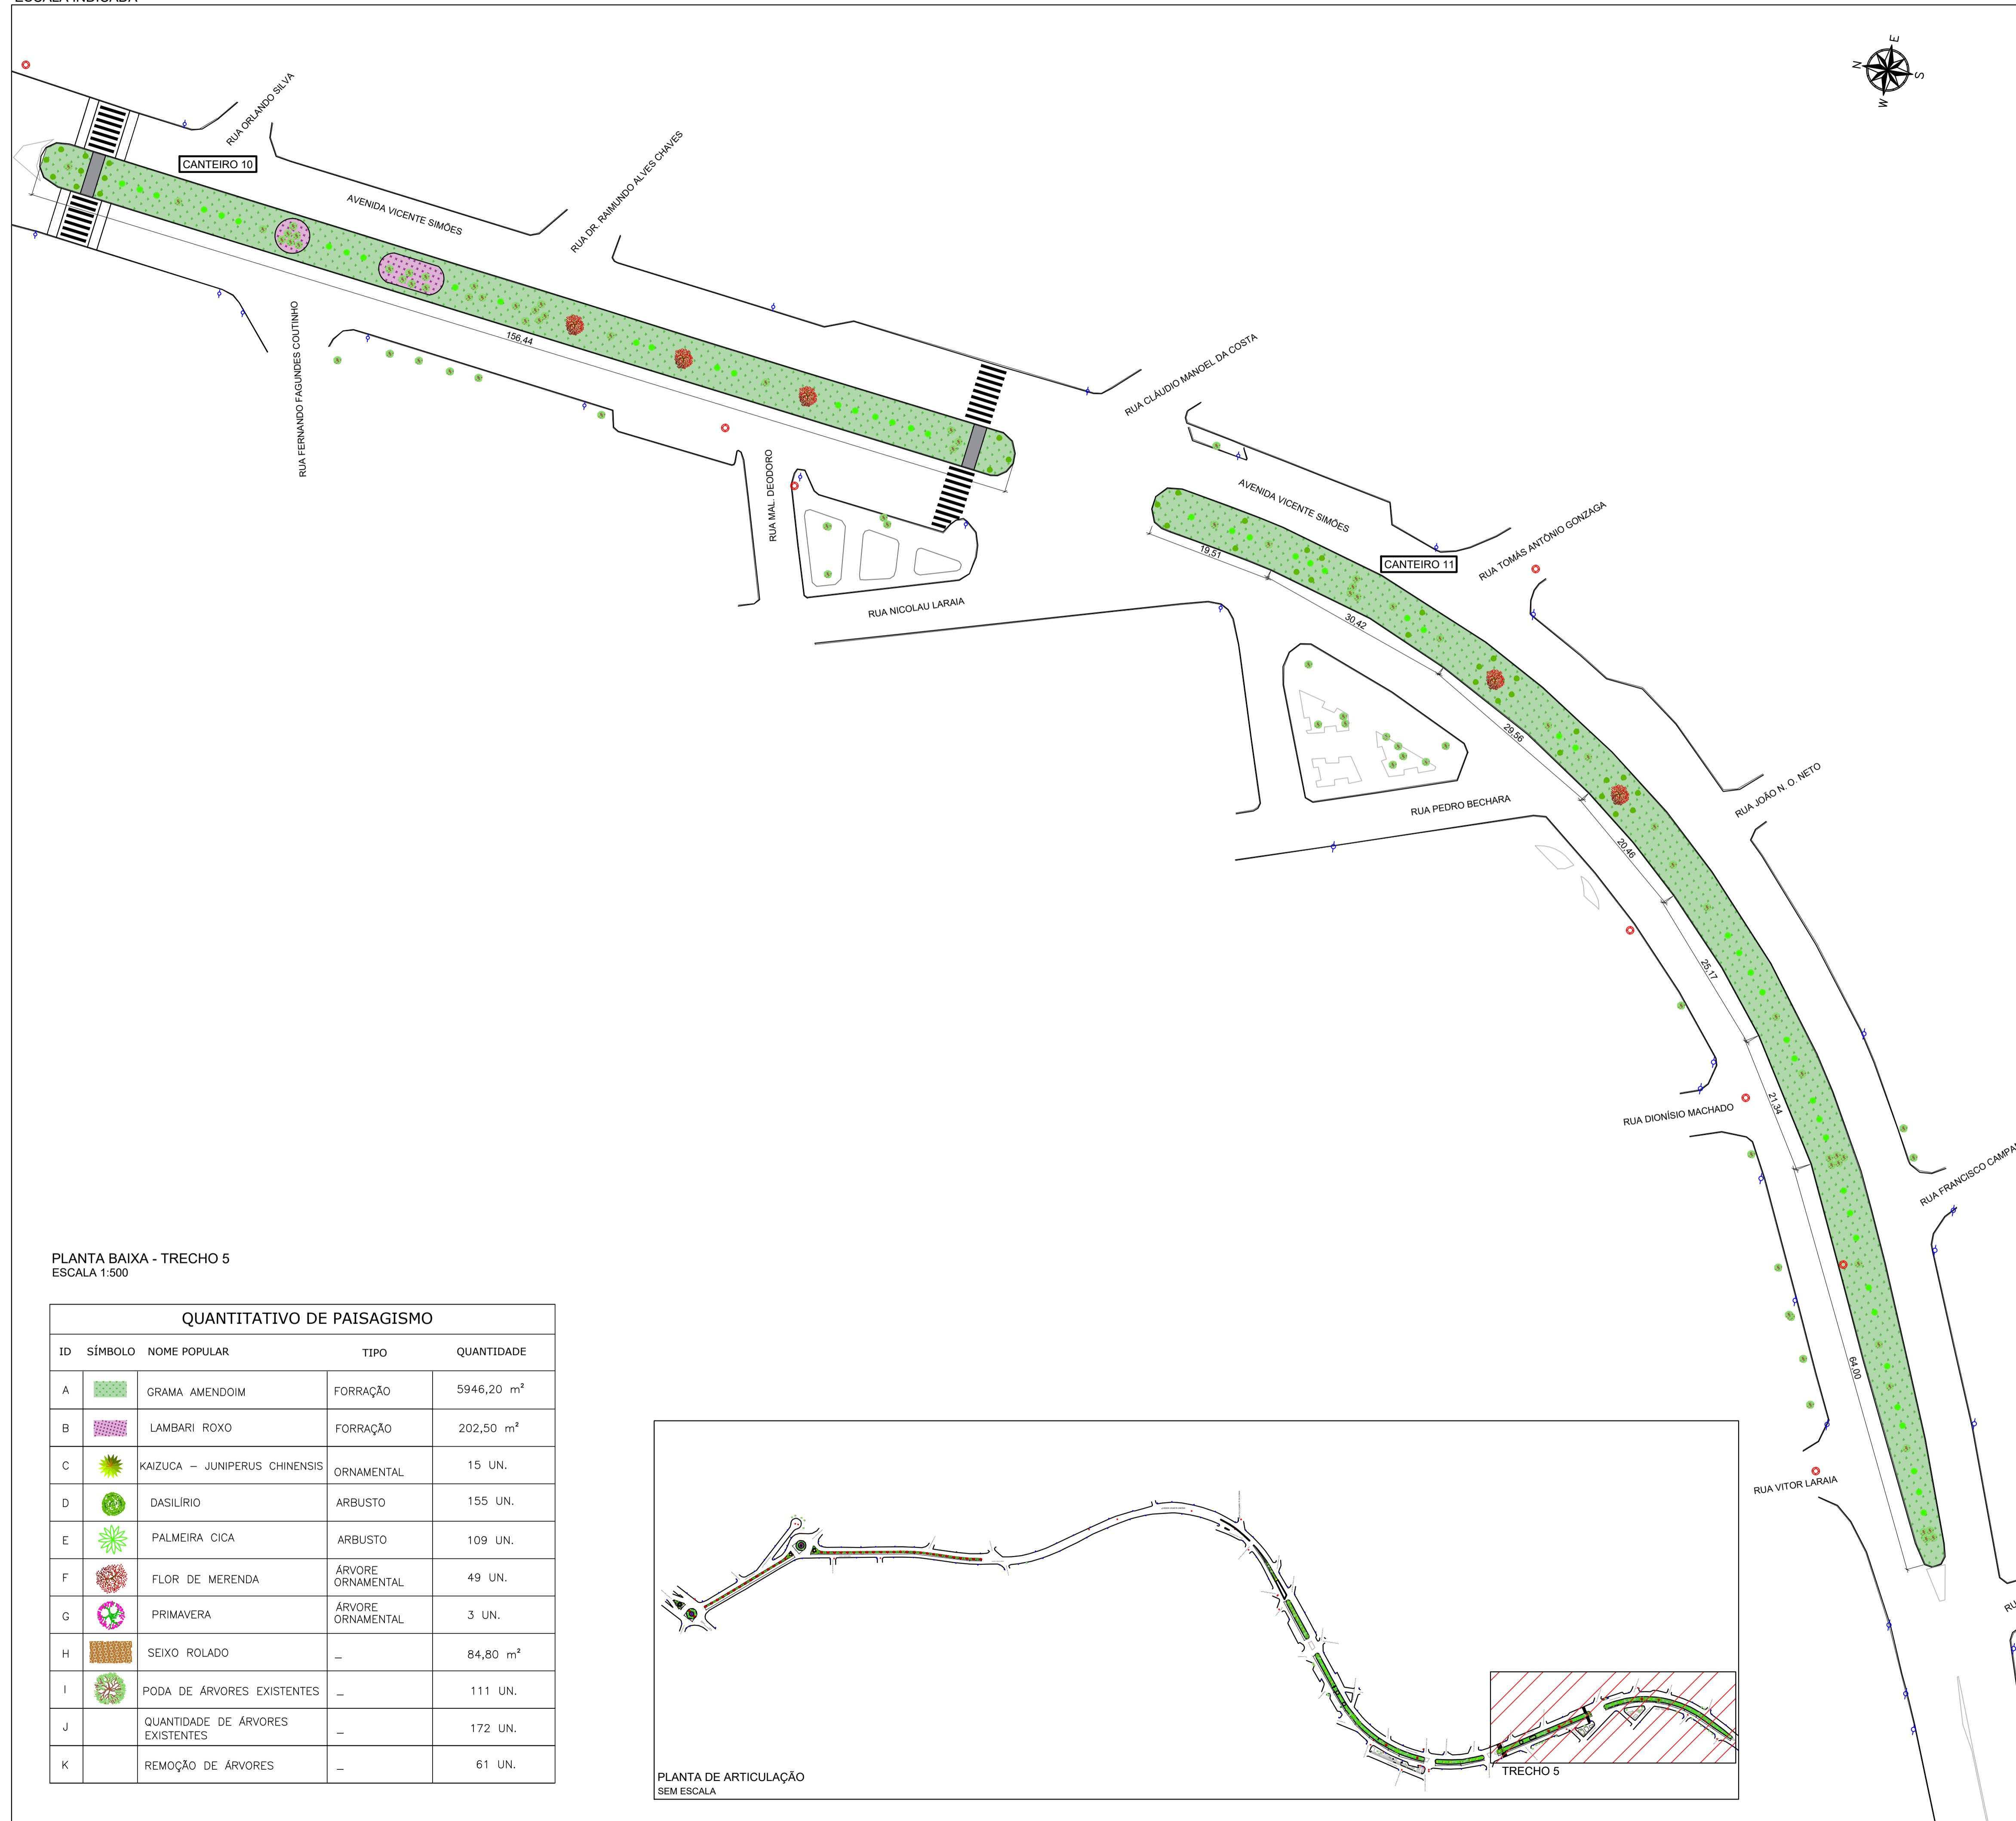 ESCALA INDICADA
N
E
S
W
RUA ORLANDO SILVA
CANTEIRO 10
AVENIDA VICENTE SIMÕES
RUA DR. RAIMUNDO ALVES CHAVES
RUA FERNANDO FAGUNDES COUTINHO
156,44
RUA CLÁUDIO MANOEL DA COSTA
RUA MAL. DEODORO
AVENIDA VICENTE SIMÕES
19,51
CANTEIRO 11
RUA TOMÁS ANTÔNIO GONZAGA
RUA NICOLAU LARAIA
30,42
29,56
RUA JOÃO N. O. NETO
RUA PEDRO BECHARA
20,46
25,17
21,34
RUA DIONÍSIO MACHADO
RUA FRANCISCO
64,00
RUA VITOR LARAIA
PLANTA BAIXA - TRECHO 5
ESCALA 1:500
QUANTITATIVO DE PAISAGISMO
ID SÍMBOLO NOME POPULAR TIPO QUANTIDADE
A GRAMA AMENDOIM FORRAÇÃO 5946,20 m²
B LAMBARI ROXO FORRAÇÃO 202,50 m²
C KAIZUCA – JUNIPERUS CHINENSIS ORNAMENTAL 15 UN.
D DASILÍRIO ARBUSTO 155 UN.
E PALMEIRA CICA ARBUSTO 109 UN.
F FLOR DE MERENDA ÁRVORE ORNAMENTAL 49 UN.
G PRIMAVERA ÁRVORE ORNAMENTAL 3 UN.
H SEIXO ROLADO – 84,80 m²
I PODA DE ÁRVORES EXISTENTES – 111 UN.
J QUANTIDADE DE ÁRVORES EXISTENTES – 172 UN.
K REMOÇÃO DE ÁRVORES – 61 UN.
PLANTA DE ARTICULAÇÃO
SEM ESCALA
TRECHO 5